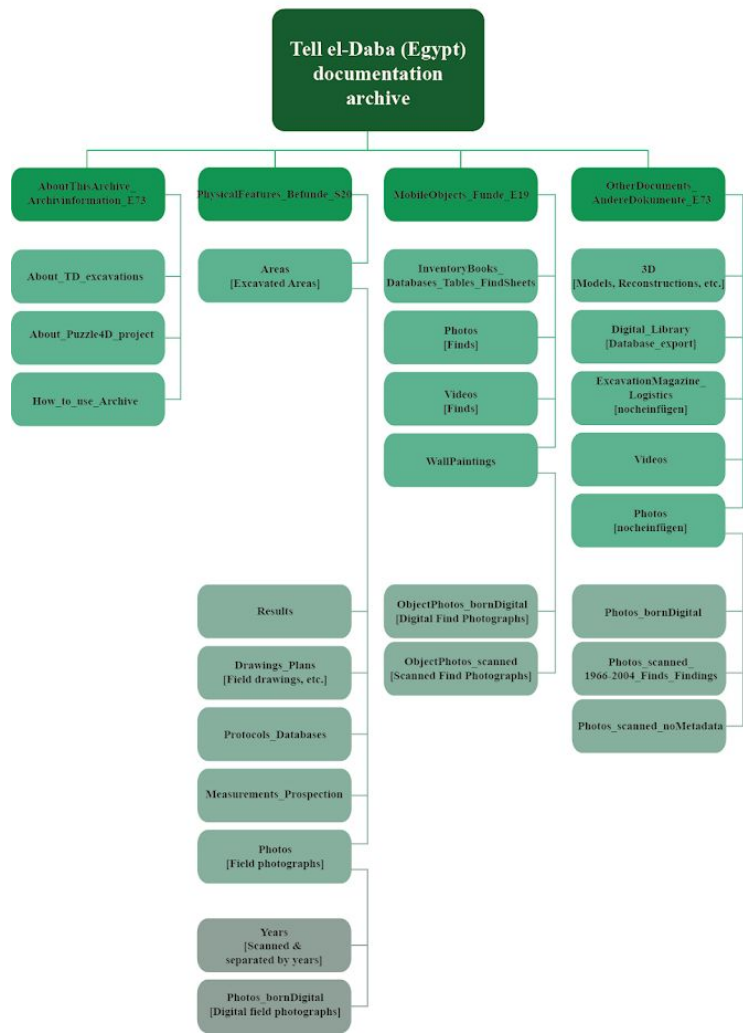 Tell el-Daba (Egypt)
documentation
archive
AboutThisArchive_
Archivinformation_E73
PhysicalFeatures_Befunde_S20
MobileObjects_Funde_E19
OtherDocuments_
AndereDokumente_E73
About_TD_excavations
About_Puzzle4D_project
How_to_use_Archive
Areas
[Excavated Areas]
Results
Drawings_Plans
[Field drawings, etc.]
Protocols_Databases
Measurements_Prospection
Photos
[Field photographs]
Years
[Scanned &
separated by years]
Photos_bornDigital
[Digital field photographs]
InventoryBooks_
Databases_Tables_FindSheets
Photos
[Finds]
Videos
[Finds]
WallPaintings
ObjectPhotos_bornDigital
[Digital Find Photographs]
ObjectPhotos_scanned
[Scanned Find Photographs]
3D
[Models, Reconstructions, etc.]
Digital_Library
[Database_export]
ExcavationMagazine_
Logistics
[nocheinfügen]
Videos
Photos
[nocheinfügen]
Photos_bornDigital
Photos_scanned_
1966-2004_Finds_Findings
Photos_scanned_noMetadata